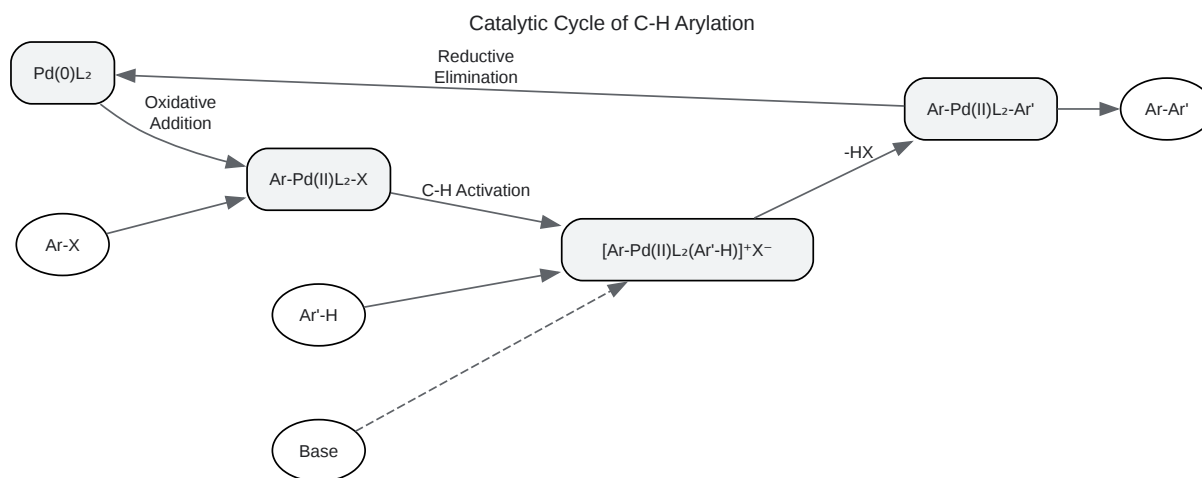 Catalytic Cycle of C-H Arylation
Reductive
Elimination
Pd(0)L₂
Oxidative
Addition
Ar-Pd(II)L₂-Ar'
Ar-Ar'
-HX
Ar-Pd(II)L₂-X
C-H Activation
Ar-X
[Ar-Pd(II)L₂(Ar'-H)]⁺X⁻
Ar'-H
Base